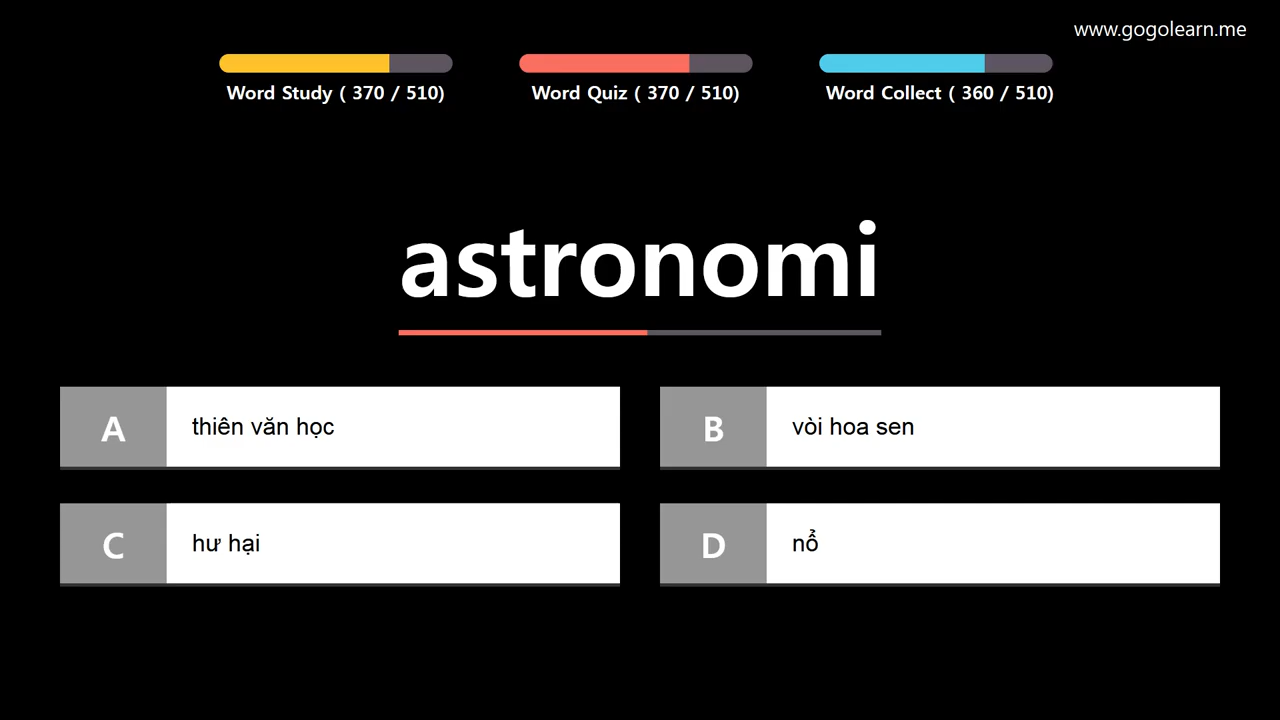 www.gogolearn.me
Word Study ( 370 / 510)
Word Quiz ( 370 / 510)
Word Collect ( 360 / 510)
astronomi
A
thiên văn học
B
vòi hoa sen
C
hư hại
D
nổ